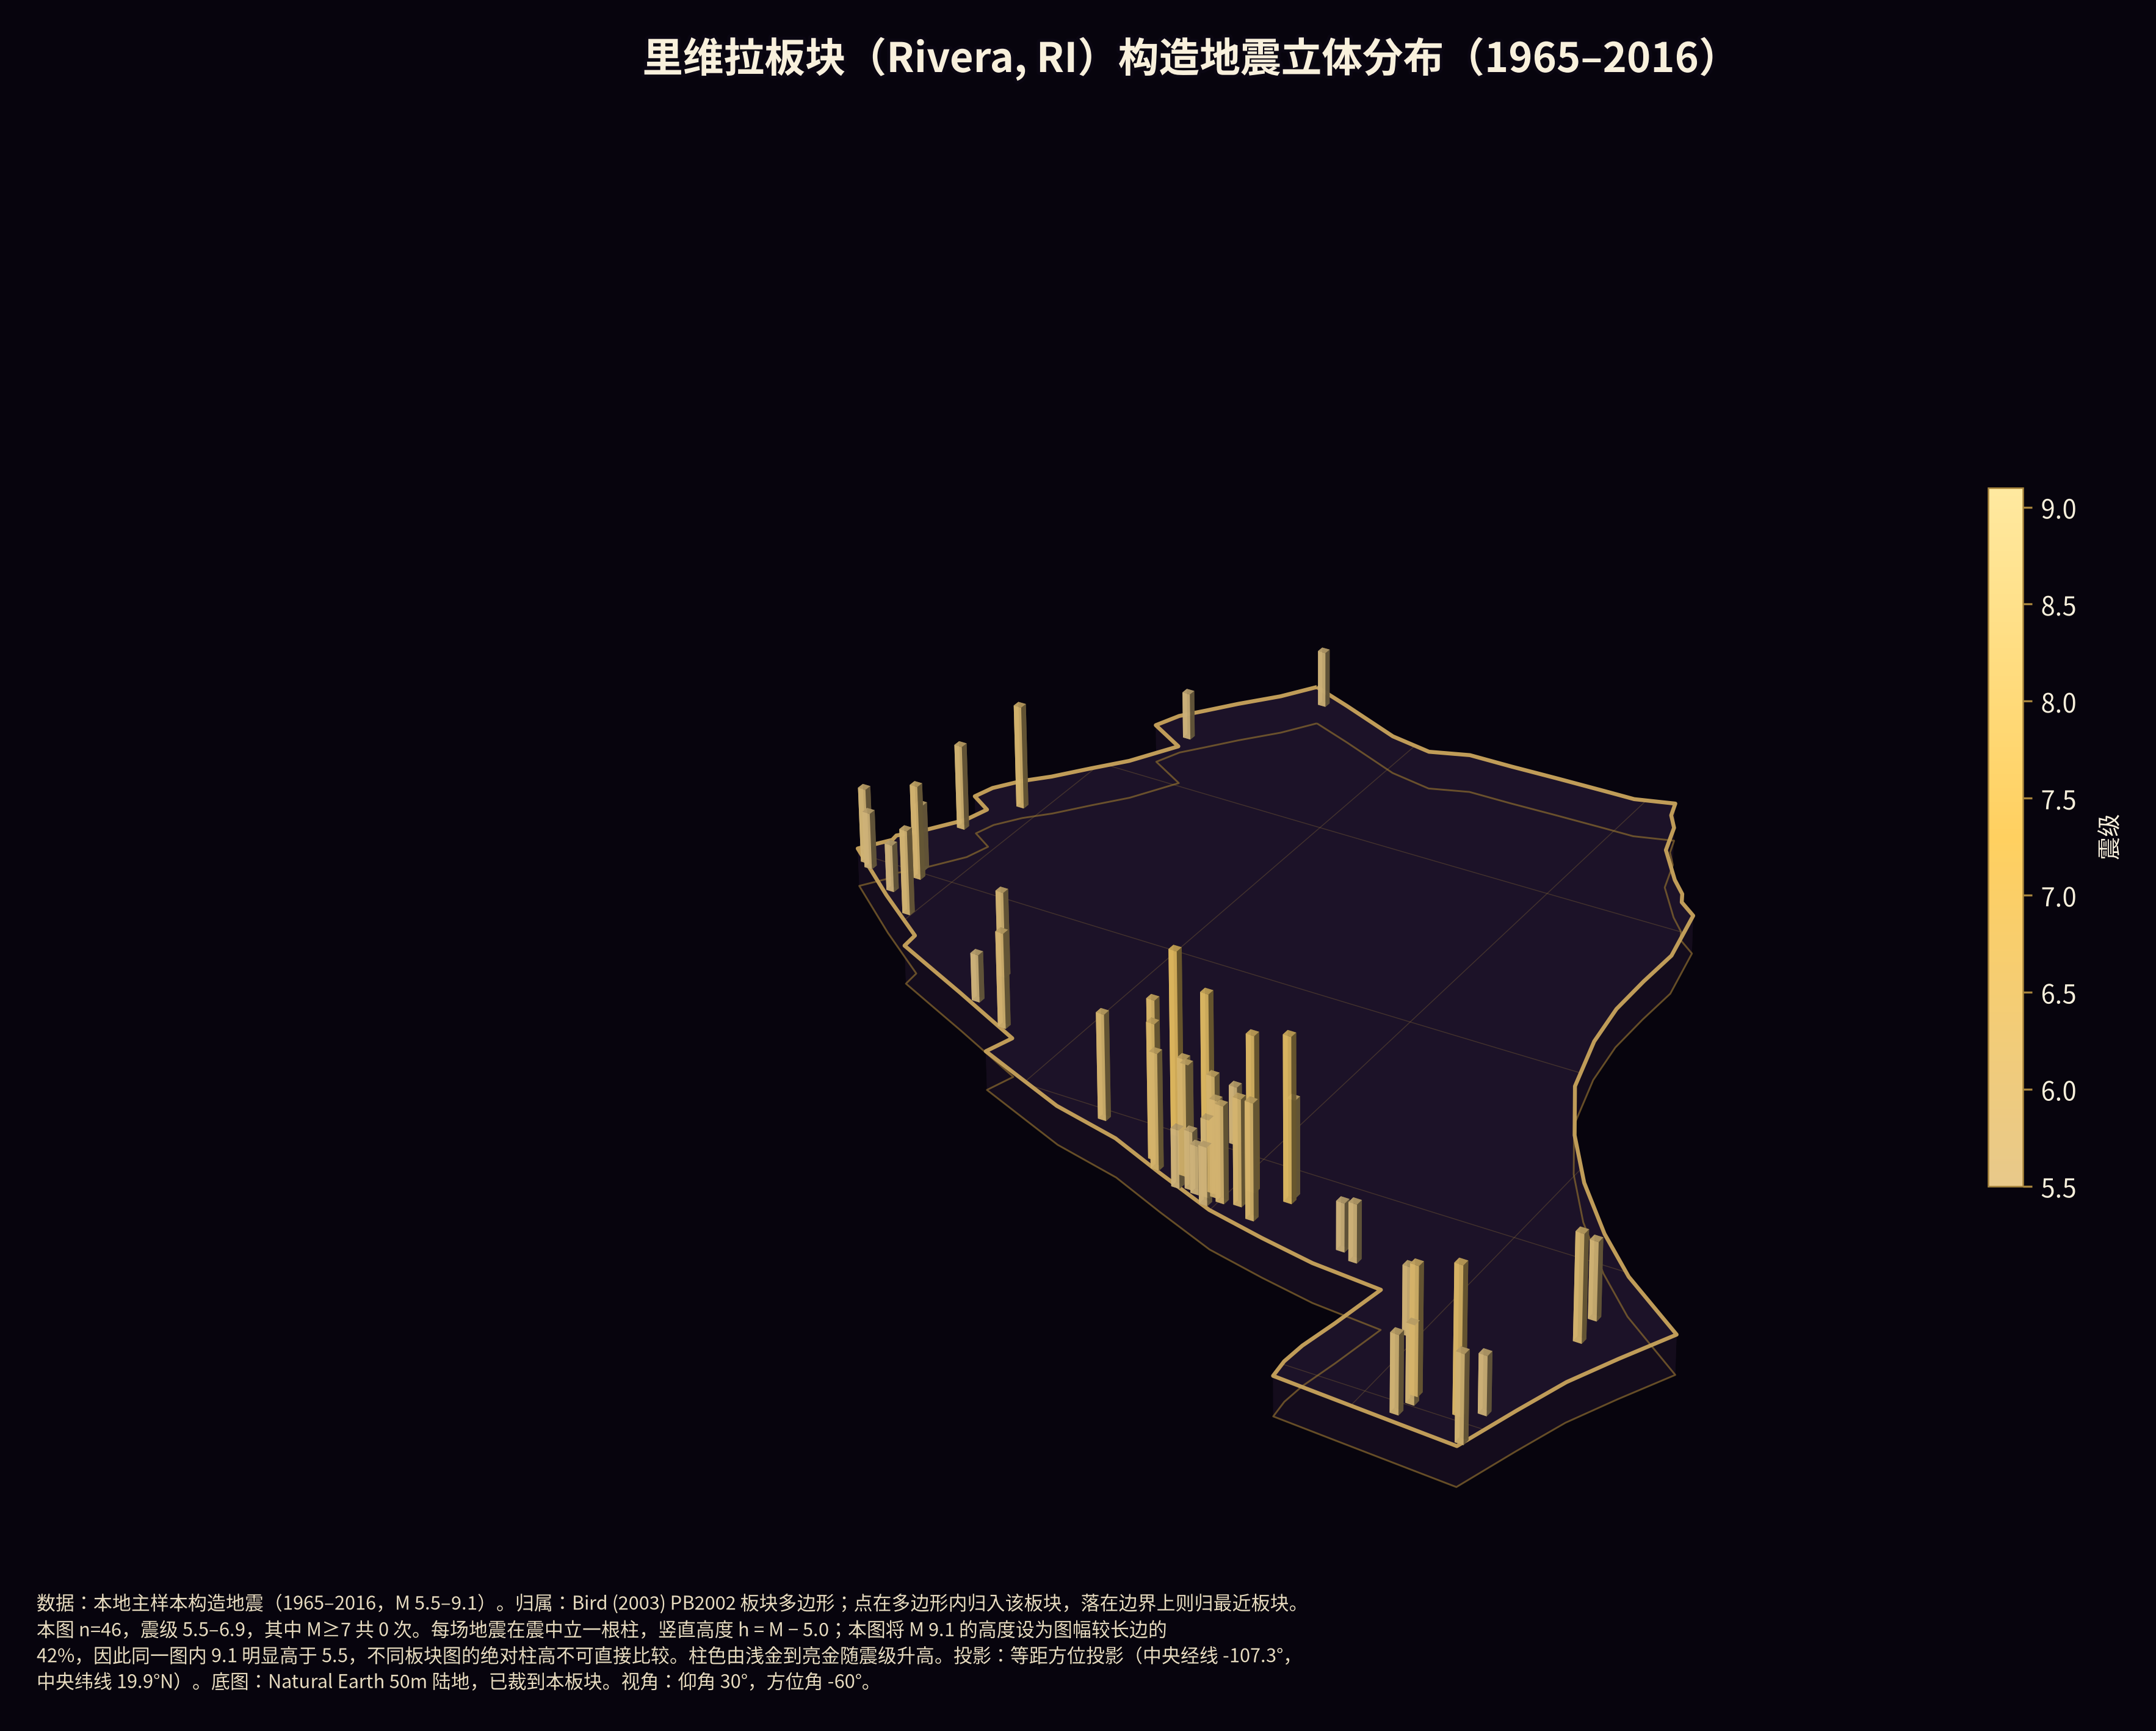 里维拉板块（Rivera, RI）构造地震立体分布（1965–2016）
9.0
8.5
8.0
7.5
7.0
6.5
6.0
5.5
震级
数据：本地主样本构造地震（1965–2016，M 5.5–9.1）。归属：Bird (2003) PB2002 板块多边形；点在多边形内归入该板块，落在边界上则归最近板块。
本图 n=46，震级 5.5–6.9，其中 M≥7 共 0 次。每场地震在震中立一根柱，竖直高度 h = M − 5.0；本图将 M 9.1 的高度设为图幅较长边的
42%，因此同一图内 9.1 明显高于 5.5，不同板块图的绝对柱高不可直接比较。柱色由浅金到亮金随震级升高。投影：等距方位投影（中央经线 -107.3°，
中央纬线 19.9°N）。底图：Natural Earth 50m 陆地，已裁到本板块。视角：仰角 30°，方位角 -60°。